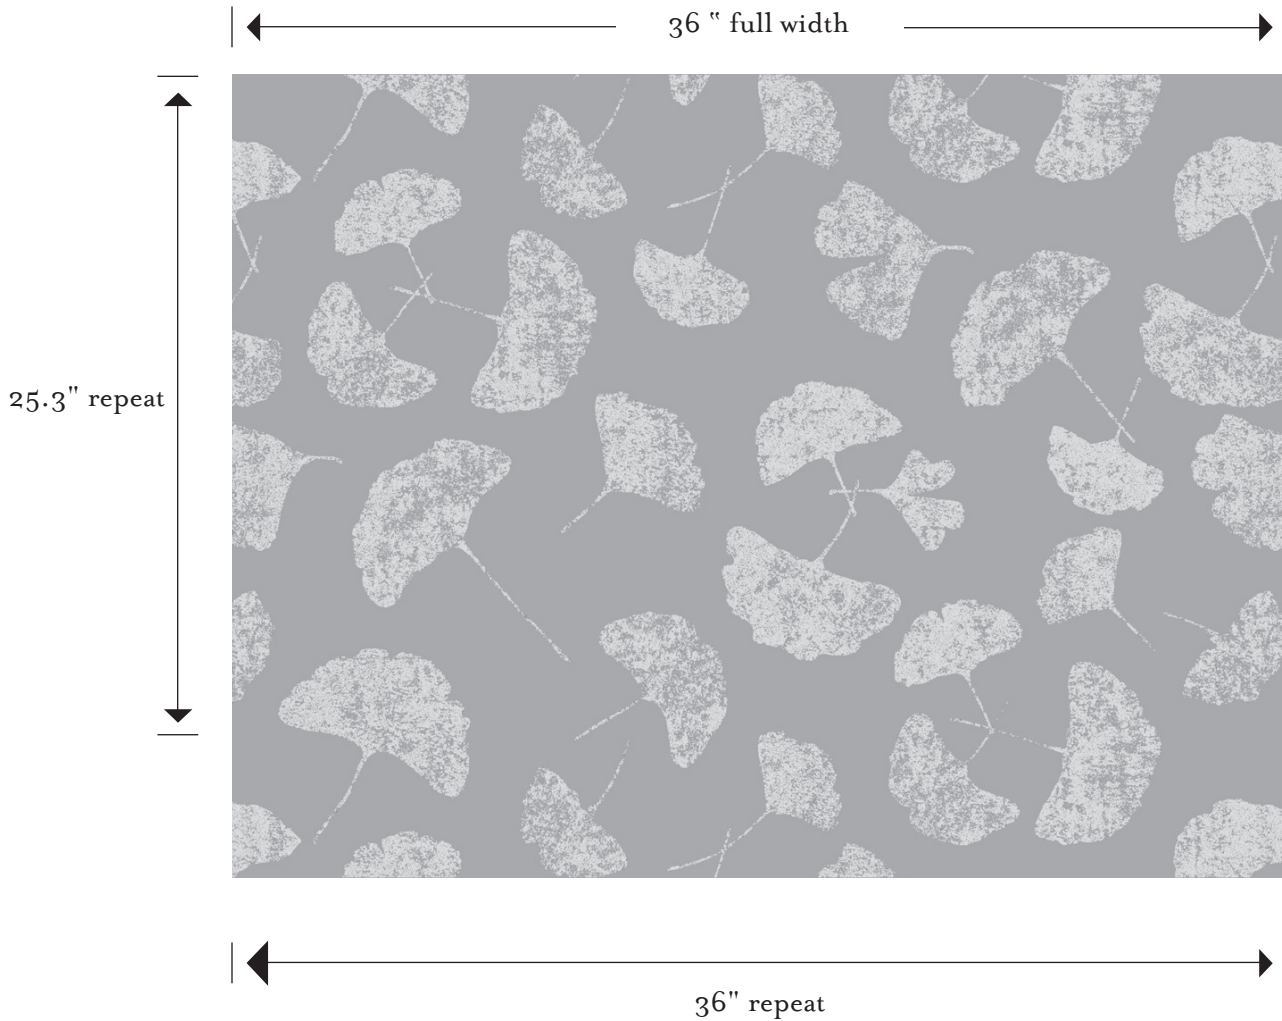 36 “ full width
25.3" repeat
36" repeat